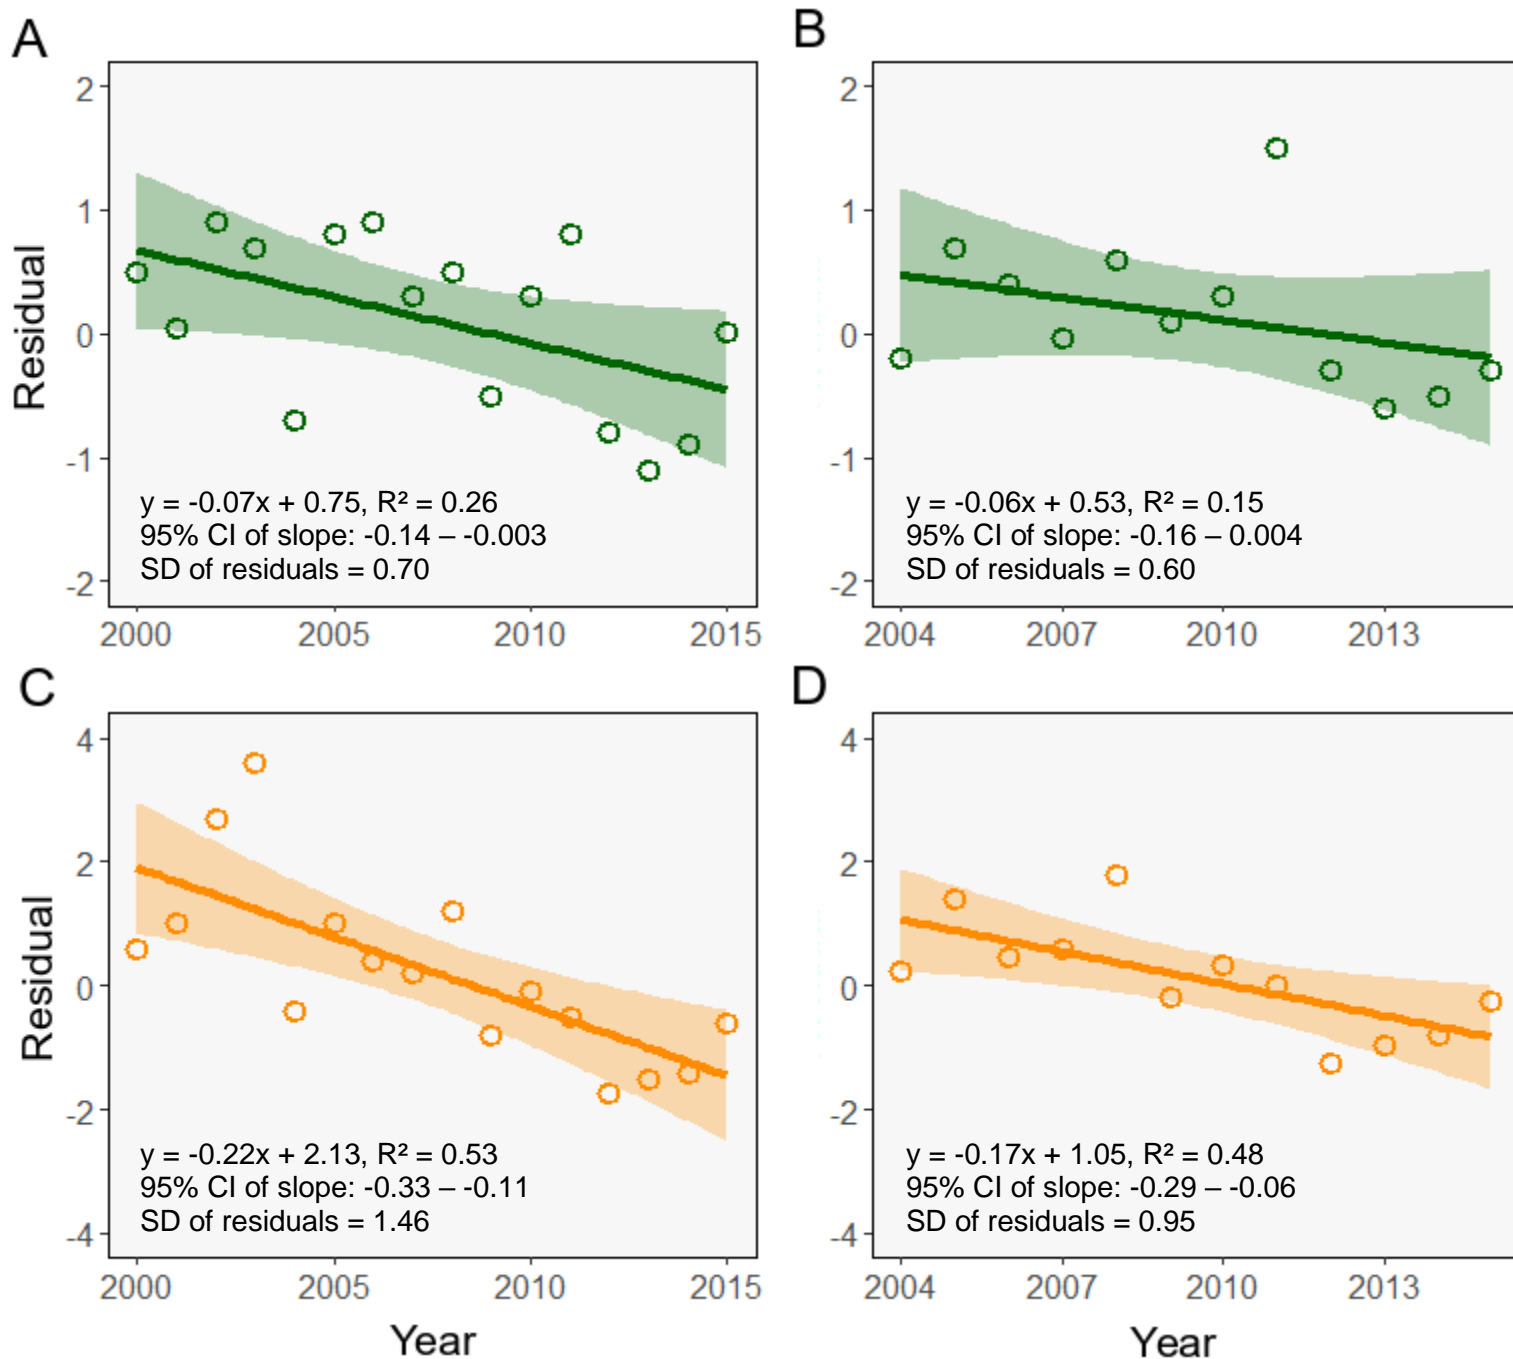 A
2
1
0
-1
-2
Residual
y = -0.07x + 0.75, R² = 0.26
95% CI of slope: -0.14 – -0.003
SD of residuals = 0.70
2000 2005 2010 2015
B
2
1
0
-1
-2
y = -0.06x + 0.53, R² = 0.15
95% CI of slope: -0.16 – 0.004
SD of residuals = 0.60
2004 2007 2010 2013
C
4
2
0
-2
-4
Residual
y = -0.22x + 2.13, R² = 0.53
95% CI of slope: -0.33 – -0.11
SD of residuals = 1.46
2000 2005 2010 2015
Year
D
4
2
0
-2
-4
y = -0.17x + 1.05, R² = 0.48
95% CI of slope: -0.29 – -0.06
SD of residuals = 0.95
2004 2007 2010 2013
Year